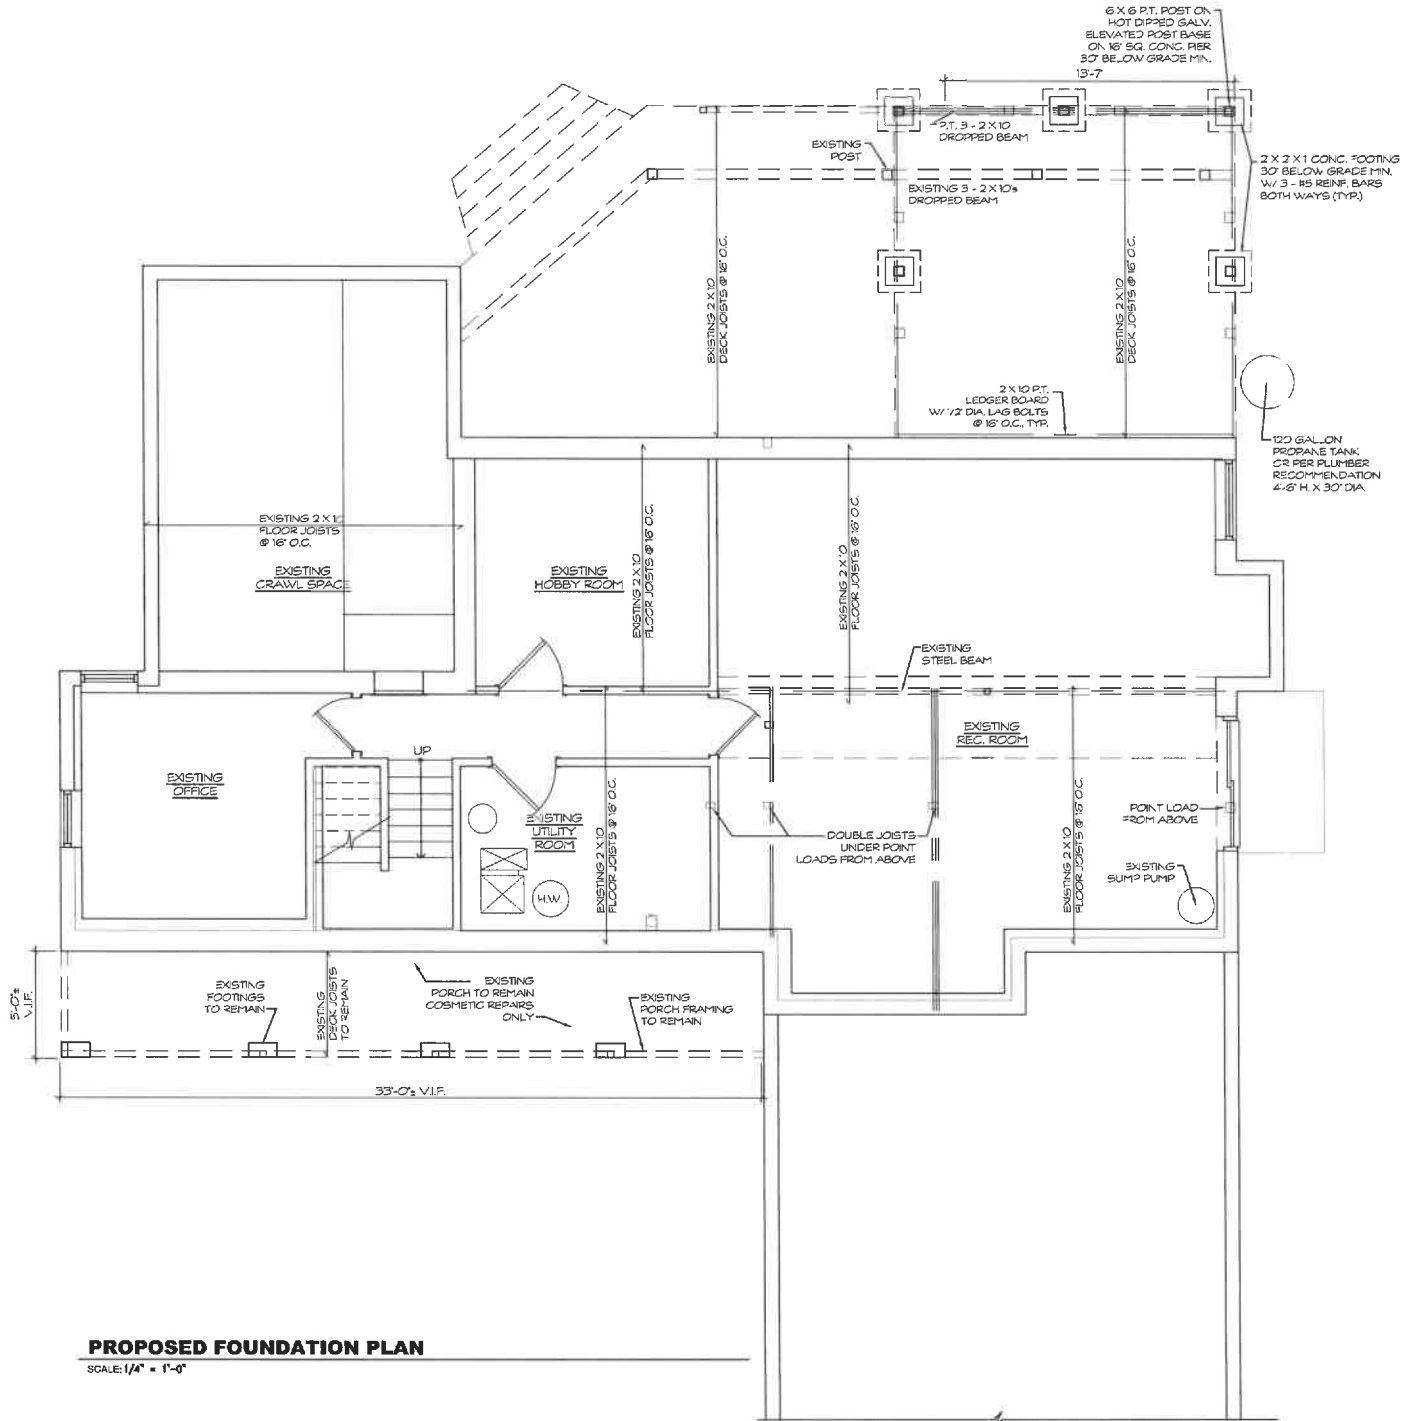 6 X 6 P.T. POST ON
HOT DIPPED GALV.
ELEVATED POST BASE
ON 16" SQ. CONC. PIER
30" BELOW GRADE MIN.
13'-7"
P.T. 3 - 2 X 10
DROPPED BEAM
EXISTING
POST
EXISTING 3 - 2 X 10s
DROPPED BEAM
2 X 2 X 1 CONC. FOOTING
30" BELOW GRADE MIN.
W/ 3 - #5 REINF. BARS
BOTH WAYS (TYP.)
EXISTING 2 X 10
DECK JOISTS @ 16" O.C.
EXISTING 2 X 10
DECK JOISTS @ 16" O.C.
2 X 10 P.T.
LEDGER BOARD
W/ 1/2" DIA. LAG BOLTS
@ 16" O.C., TYP.
120 GALLON
PROPANE TANK
OR PER PLUMBER
RECOMMENDATION
4'-6" H. X 30" DIA.
EXISTING 2 X 10
FLOOR JOISTS
@ 16" O.C.
EXISTING
CRAWL SPACE
EXISTING
HOBBY ROOM
EXISTING 2 X 10
FLOOR JOISTS @ 16" O.C.
EXISTING 2 X 10
FLOOR JOISTS @ 16" O.C.
EXISTING
STEEL BEAM
EXISTING
REC. ROOM
UP
EXISTING
OFFICE
EXISTING
UTILITY
ROOM
H.W.
EXISTING 2 X 10
FLOOR JOISTS @ 16" O.C.
DOUBLE JOISTS
UNDER POINT
LOADS FROM ABOVE
EXISTING 2 X 10
FLOOR JOISTS @ 16" O.C.
POINT LOAD
FROM ABOVE
EXISTING
SUMP PUMP
5'-0"±
V.I.F.
EXISTING
FOOTINGS
TO REMAIN
EXISTING
DECK JOISTS
TO REMAIN
EXISTING
PORCH TO REMAIN
COSMETIC REPAIRS
ONLY
EXISTING
PORCH FRAMING
TO REMAIN
33'-0"± V.I.F.
PROPOSED FOUNDATION PLAN
SCALE: 1/4" = 1'-0"